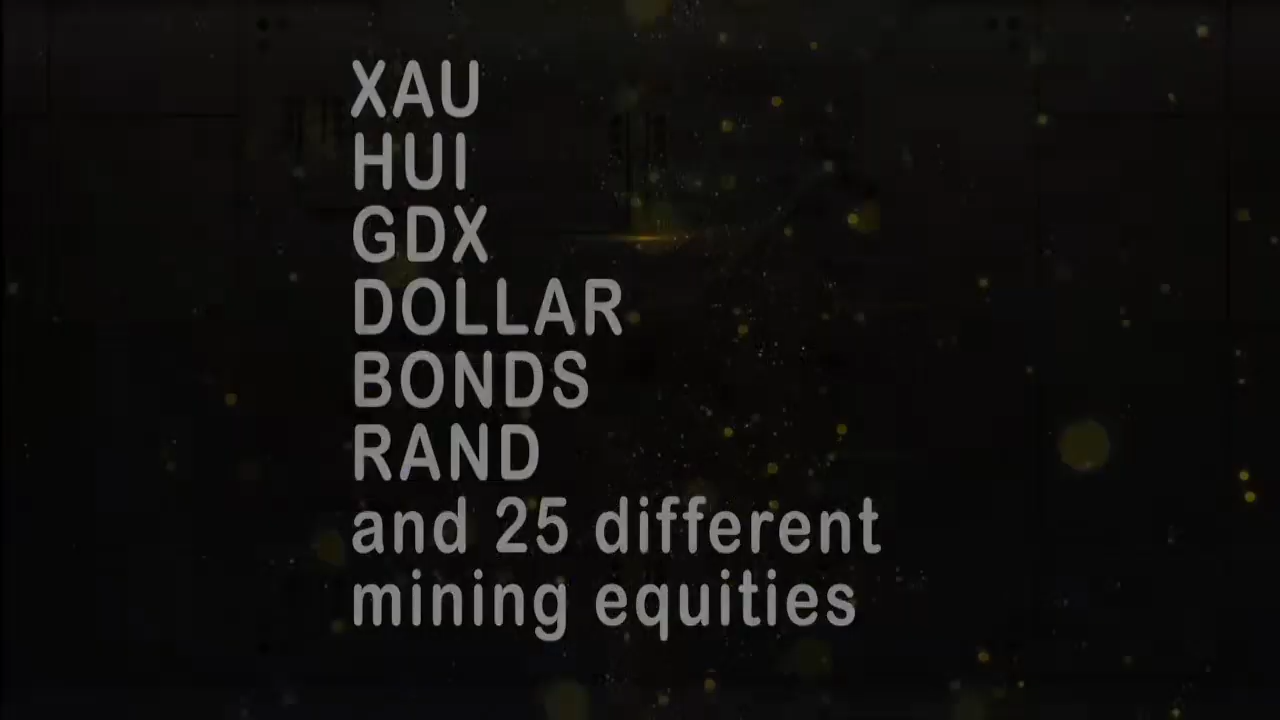 XAU
HUI
GDX
DOLLAR
BONDS
RAND
and 25 different
mining equities